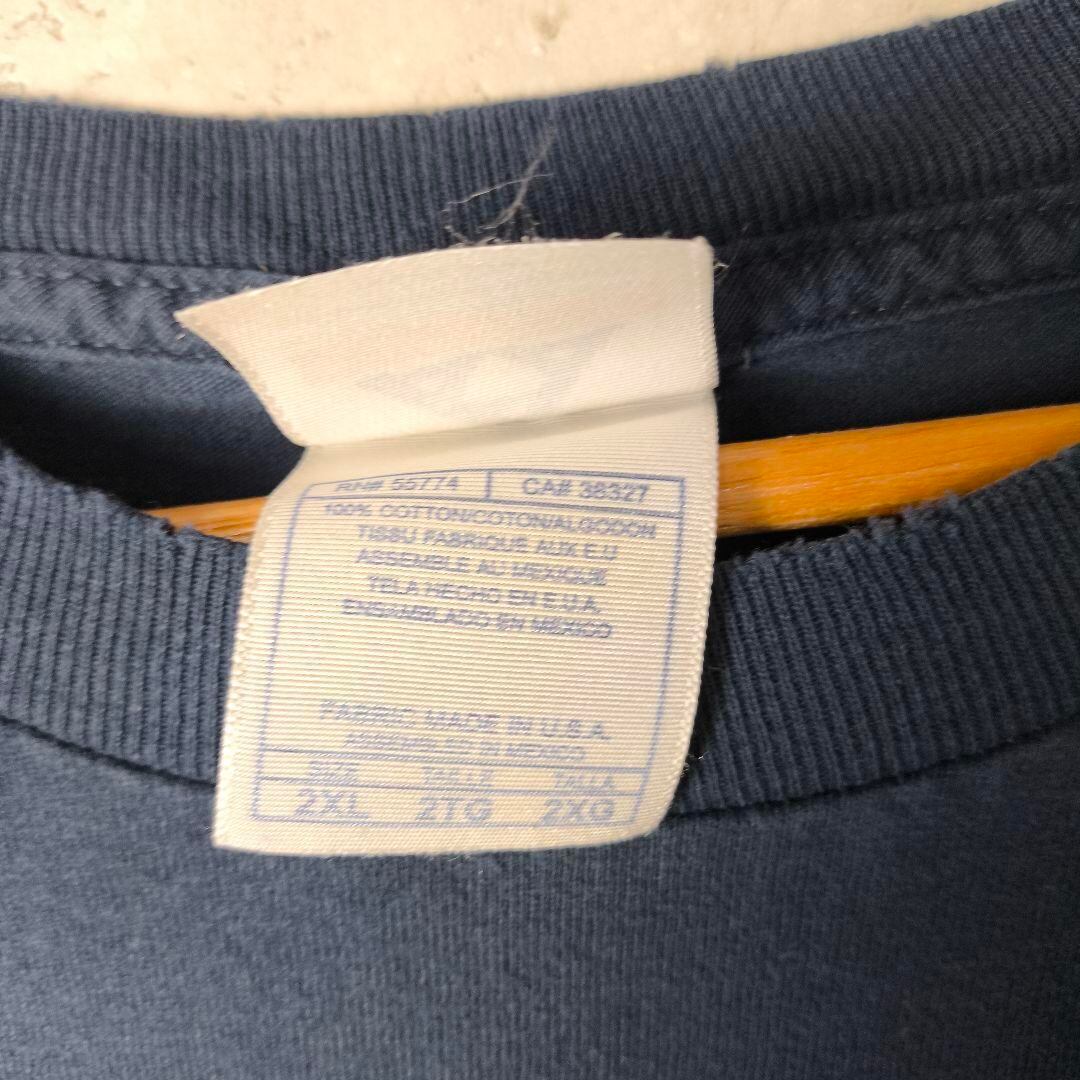 RN# 55774 CA# 38327
100% COTTON/COTON/ALGODON
TISSU FABRIQUE AUX E.U
ASSEMBLE AU MEXIQUE
TELA HECHO EN E.U.A.
ENSAMBLADO EN MEXICO
FABRIC MADE IN U.S.A.
ASSEMBLED IN MEXICO
SIZE TAILLE TALLA
2XL 2TG 2XG